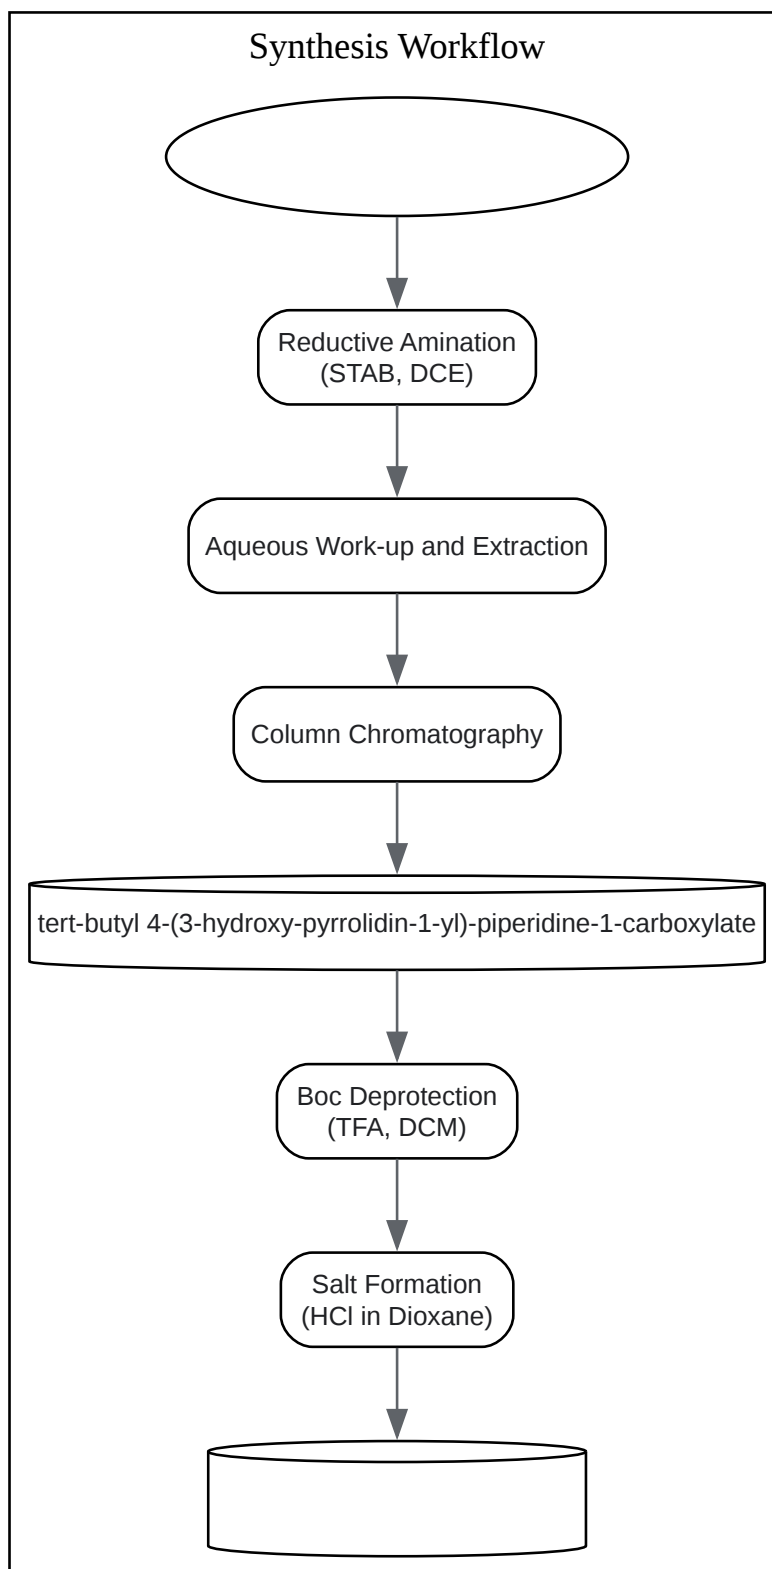 Synthesis Workflow
Reductive Amination
(STAB, DCE)
Aqueous Work-up and Extraction
Column Chromatography
tert-butyl 4-(3-hydroxy-pyrrolidin-1-yl)-piperidine-1-carboxylate
Boc Deprotection
(TFA, DCM)
Salt Formation
(HCl in Dioxane)